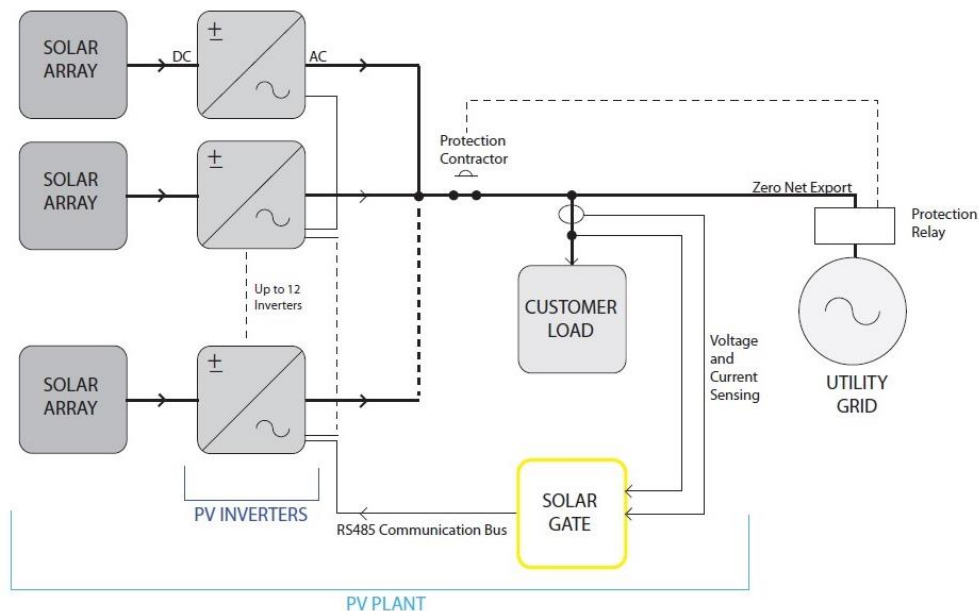 SOLAR
ARRAY
DC
±
AC
SOLAR
ARRAY
±
Protection
Contractor
Zero Net Export
Protection
Relay
Up to 12
Inverters
CUSTOMER
LOAD
Voltage
and
Current
Sensing
UTILITY
GRID
SOLAR
ARRAY
±
PV INVERTERS
RS485 Communication Bus
SOLAR
GATE
PV PLANT